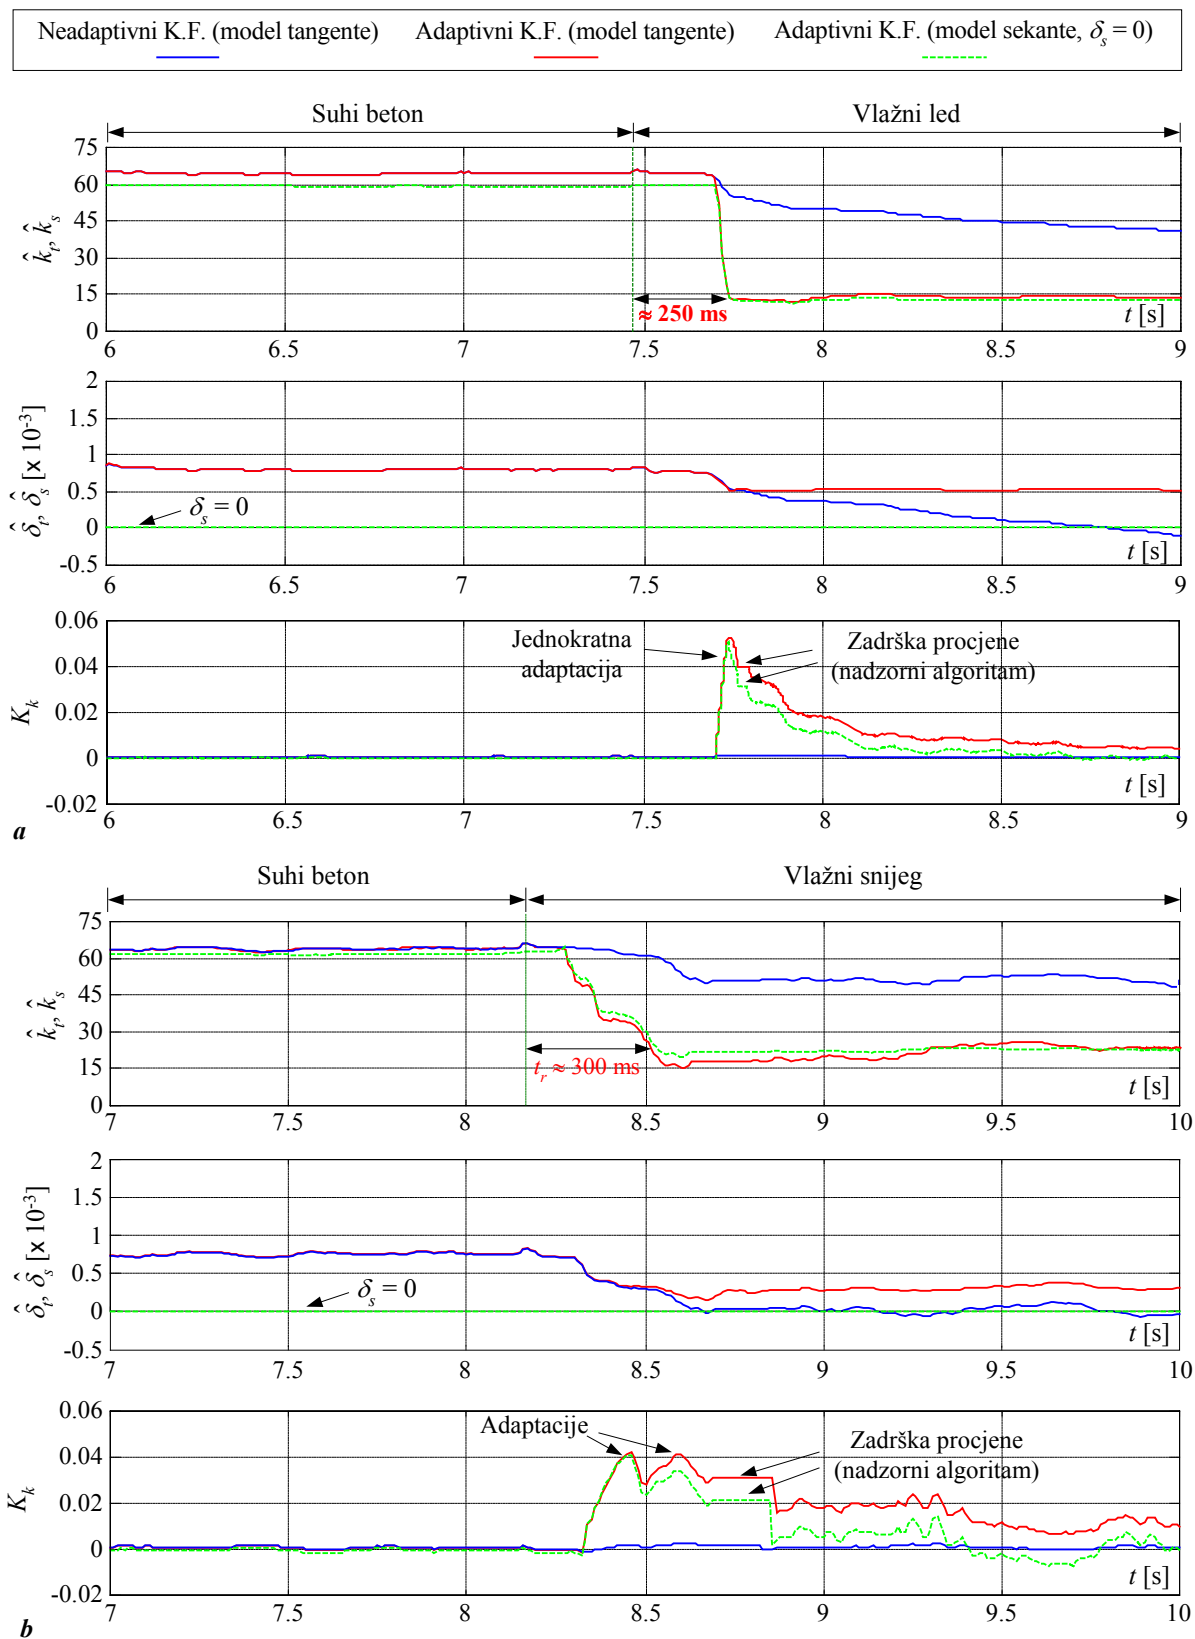 Neadaptivni K.F. (model tangente) Adaptivni K.F. (model tangente) Adaptivni K.F. (model sekante, δs = 0)
Suhi beton Vlažni led
75
60
45
30
15
0
k̂t, k̂s
≈ 250 ms
t [s]
6 6.5 7 7.5 8 8.5 9
2
1.5
1
0.5
0
-0.5
δ̂t, δ̂s [x 10⁻³]
δs = 0
t [s]
6 6.5 7 7.5 8 8.5 9
0.06
0.04
0.02
0
-0.02
Kk
Jednokratna
adaptacija
Zadrška procjene
(nadzorni algoritam)
t [s]
6 6.5 7 7.5 8 8.5 9
a
Suhi beton Vlažni snijeg
75
60
45
30
15
0
k̂t, k̂s
tr ≈ 300 ms
t [s]
7 7.5 8 8.5 9 9.5 10
2
1.5
1
0.5
0
-0.5
δ̂t, δ̂s [x 10⁻³]
δs = 0
t [s]
7 7.5 8 8.5 9 9.5 10
0.06
0.04
0.02
0
-0.02
Kk
Adaptacije
Zadrška procjene
(nadzorni algoritam)
t [s]
7 7.5 8 8.5 9 9.5 10
b